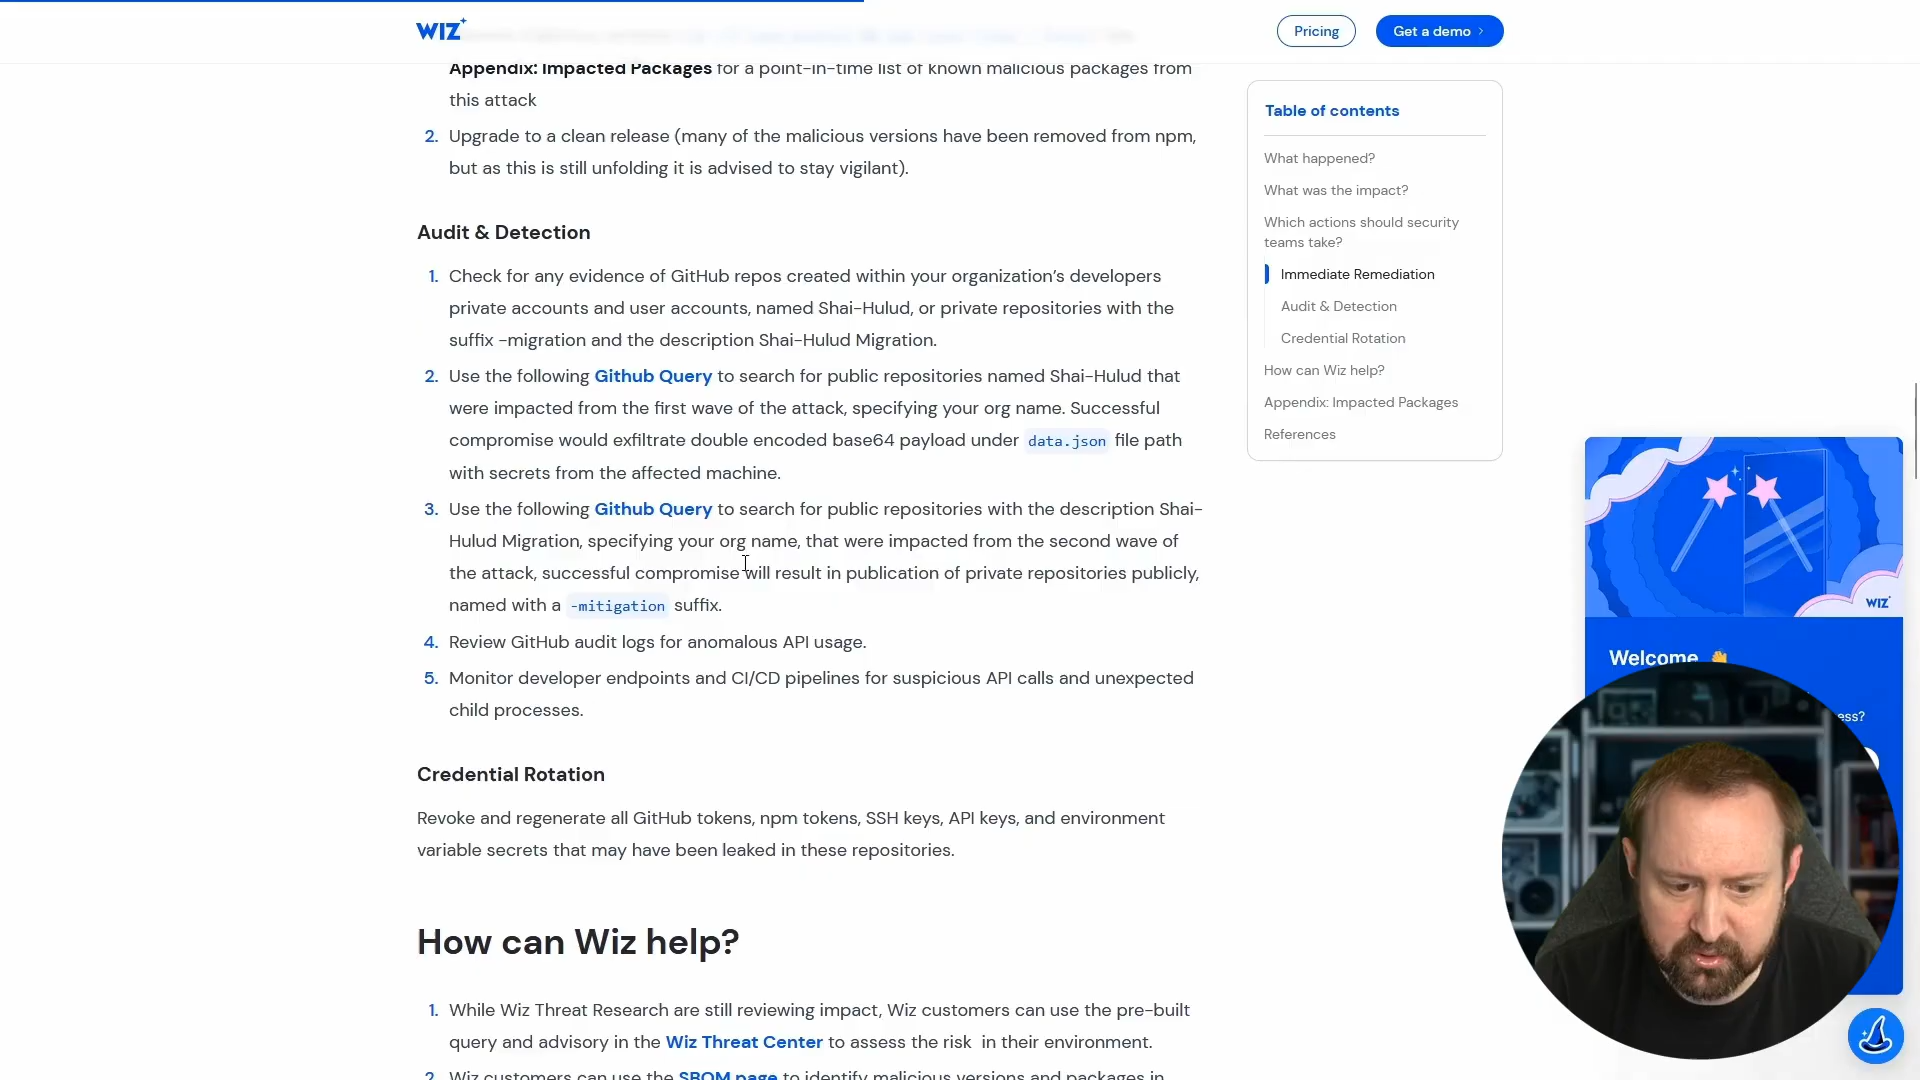 WIZ
Pricing
Get a demo
Appendix: Impacted Packages for a point-in-time list of known malicious packages from
this attack
2. Upgrade to a clean release (many of the malicious versions have been removed from npm,
but as this is still unfolding it is advised to stay vigilant).
Audit & Detection
1. Check for any evidence of GitHub repos created within your organization’s developers
private accounts and user accounts, named Shai-Hulud, or private repositories with the
suffix -migration and the description Shai-Hulud Migration.
2. Use the following Github Query to search for public repositories named Shai-Hulud that
were impacted from the first wave of the attack, specifying your org name. Successful
compromise would exfiltrate double encoded base64 payload under data.json file path
with secrets from the affected machine.
3. Use the following Github Query to search for public repositories with the description Shai-
Hulud Migration, specifying your org name, that were impacted from the second wave of
the attack, successful compromise will result in publication of private repositories publicly,
named with a -mitigation suffix.
4. Review GitHub audit logs for anomalous API usage.
5. Monitor developer endpoints and CI/CD pipelines for suspicious API calls and unexpected
child processes.
Credential Rotation
Revoke and regenerate all GitHub tokens, npm tokens, SSH keys, API keys, and environment
variable secrets that may have been leaked in these repositories.
How can Wiz help?
1. While Wiz Threat Research are still reviewing impact, Wiz customers can use the pre-built
query and advisory in the Wiz Threat Center to assess the risk in their environment.
2. Wiz customers can use the SBOM page to identify malicious versions and packages in
Table of contents
What happened?
What was the impact?
Which actions should security
teams take?
Immediate Remediation
Audit & Detection
Credential Rotation
How can Wiz help?
Appendix: Impacted Packages
References
WIZ
Welcome 👋
ess?